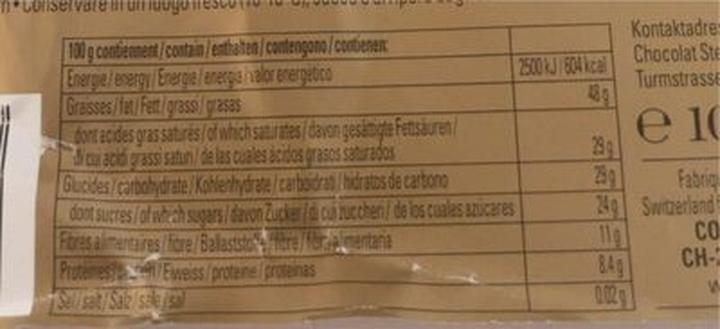 Conservare in un luogo fresco
100 g contiennent/contain/enthalten/contengono/contienen:
Energie/energy/Energie/energia/valor energético 2500 kJ/604 kcal
Graisses/fat/Fett/grassi/grasas 48 g
dont acides gras saturés/of which saturates/davon gesättigte Fettsäuren/
di cui acidi grassi saturi/de las cuales ácidos grasos saturados 29 g
Glucides/carbohydrate/Kohlenhydrate/carboidrati/hidratos de carbono 29 g
dont sucres/of which sugars/davon Zucker/di cui zuccheri/de los cuales azúcares 24 g
Fibres alimentaires/fibre/Ballaststoffe/fibre/fibra alimentaria 11 g
Proteines/protein/Eiweiss/proteine/proteinas 8.4 g
Sel/salt/Salz/sale/sal 0.02 g
Kontaktadre
Chocolat Ste
Turmstrasse
e 10
Fabriq
Switzerland
CO
CH-